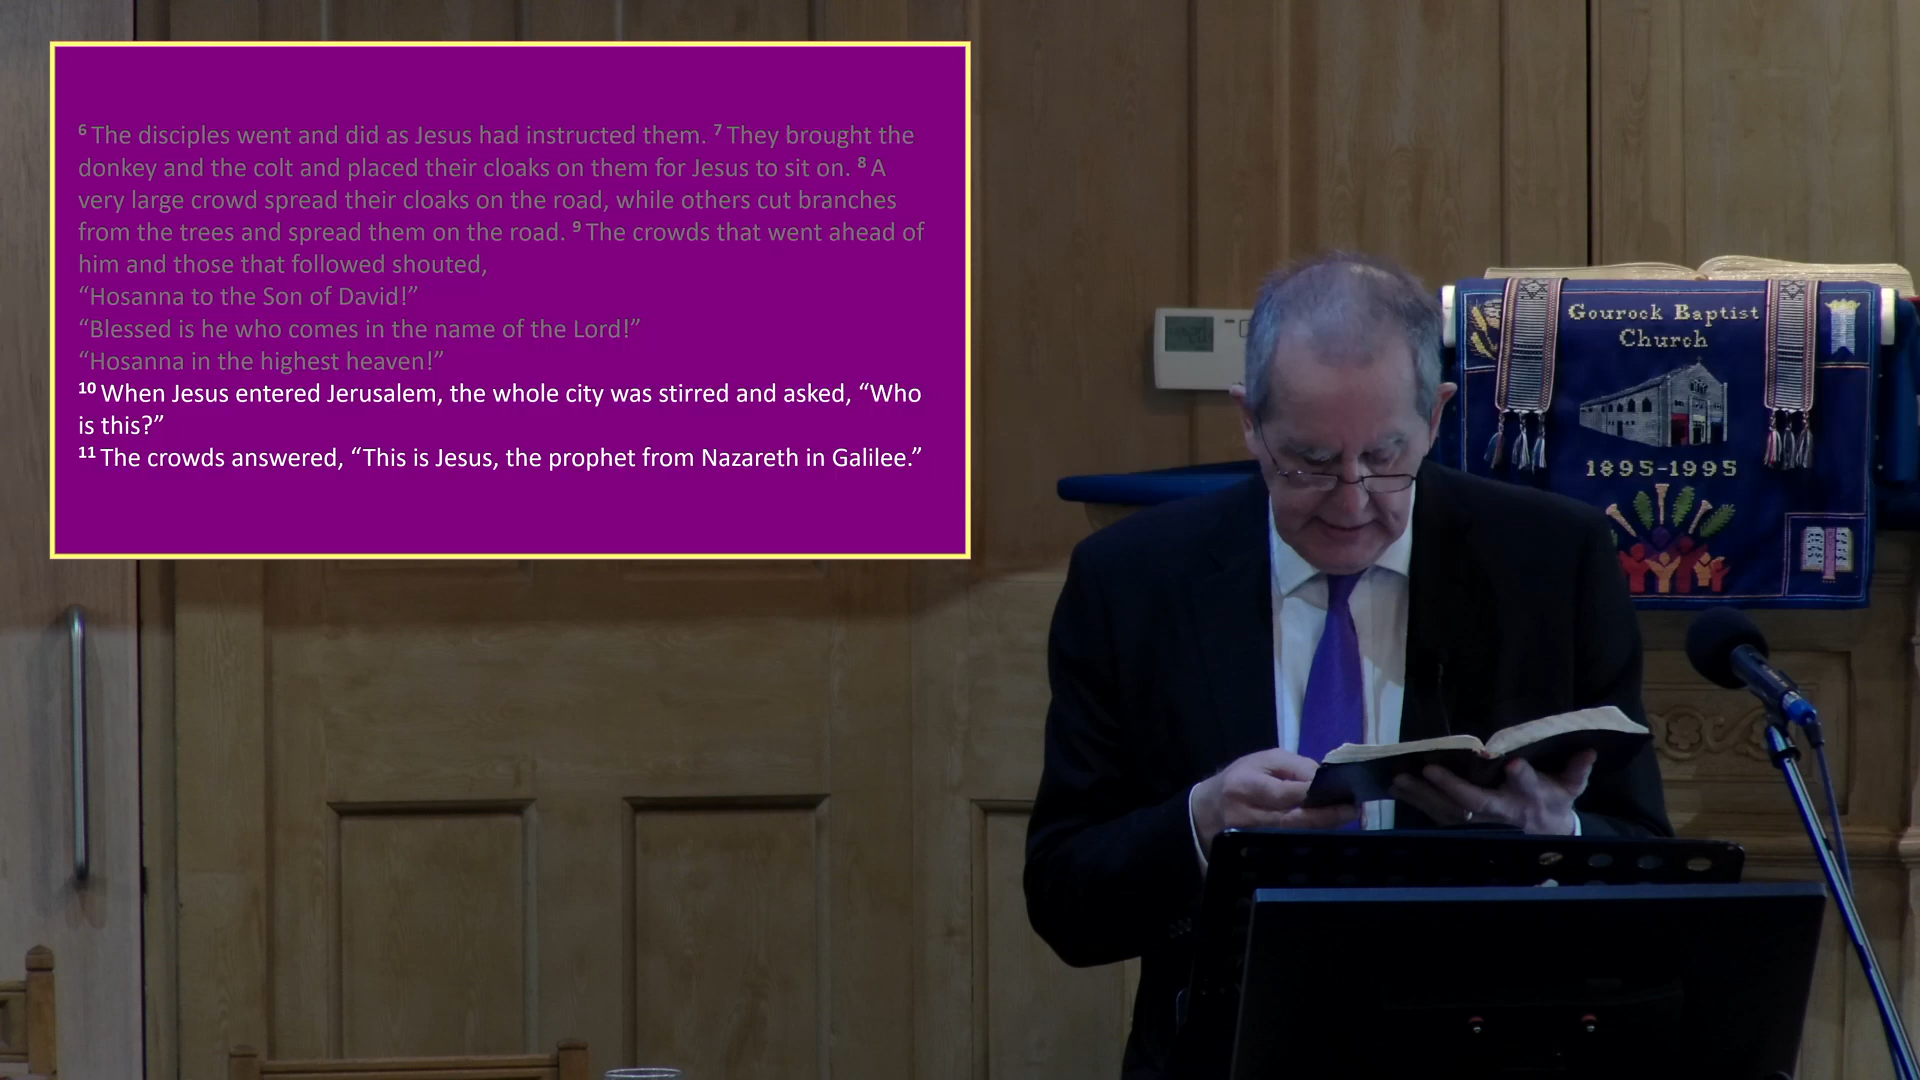 6 The disciples went and did as Jesus had instructed them. 7 They brought the
donkey and the colt and placed their cloaks on them for Jesus to sit on. 8 A
very large crowd spread their cloaks on the road, while others cut branches
from the trees and spread them on the road. 9 The crowds that went ahead of
him and those that followed shouted,
“Hosanna to the Son of David!”
“Blessed is he who comes in the name of the Lord!”
“Hosanna in the highest heaven!”
10 When Jesus entered Jerusalem, the whole city was stirred and asked, “Who
is this?”
11 The crowds answered, “This is Jesus, the prophet from Nazareth in Galilee.”
Gourock Baptist
Church
1895-1995